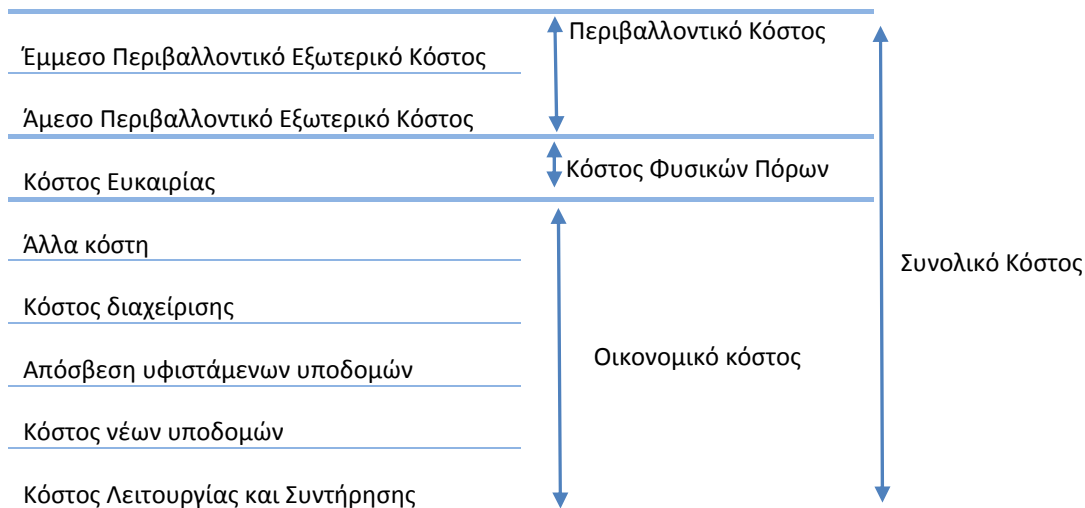 Περιβαλλοντικό Κόστος
Έμμεσο Περιβαλλοντικό Εξωτερικό Κόστος
Άμεσο Περιβαλλοντικό Εξωτερικό Κόστος
Κόστος Φυσικών Πόρων
Κόστος Ευκαιρίας
Άλλα κόστη
Συνολικό Κόστος
Κόστος διαχείρισης
Οικονομικό κόστος
Απόσβεση υφιστάμενων υποδομών
Κόστος νέων υποδομών
Κόστος Λειτουργίας και Συντήρησης